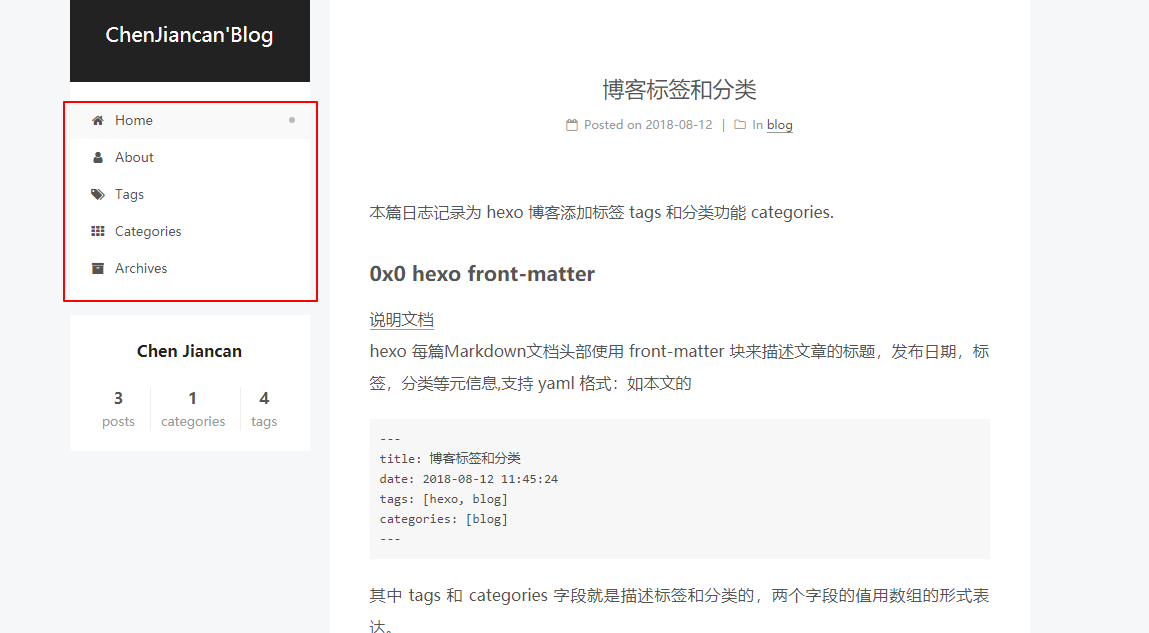 ChenJiancan'Blog
Home
About
Tags
Categories
Archives
Chen Jiancan
3 1 4
posts categories tags
博客标签和分类
Posted on 2018-08-12 | In blog
本篇日志记录为 hexo 博客添加标签 tags 和分类功能 categories.
0x0 hexo front-matter
说明文档
hexo 每篇Markdown文档头部使用 front-matter 块来描述文章的标题，发布日期，标
签，分类等元信息,支持 yaml 格式：如本文的
---
title: 博客标签和分类
date: 2018-08-12 11:45:24
tags: [hexo, blog]
categories: [blog]
---
其中 tags 和 categories 字段就是描述标签和分类的，两个字段的值用数组的形式表
达。